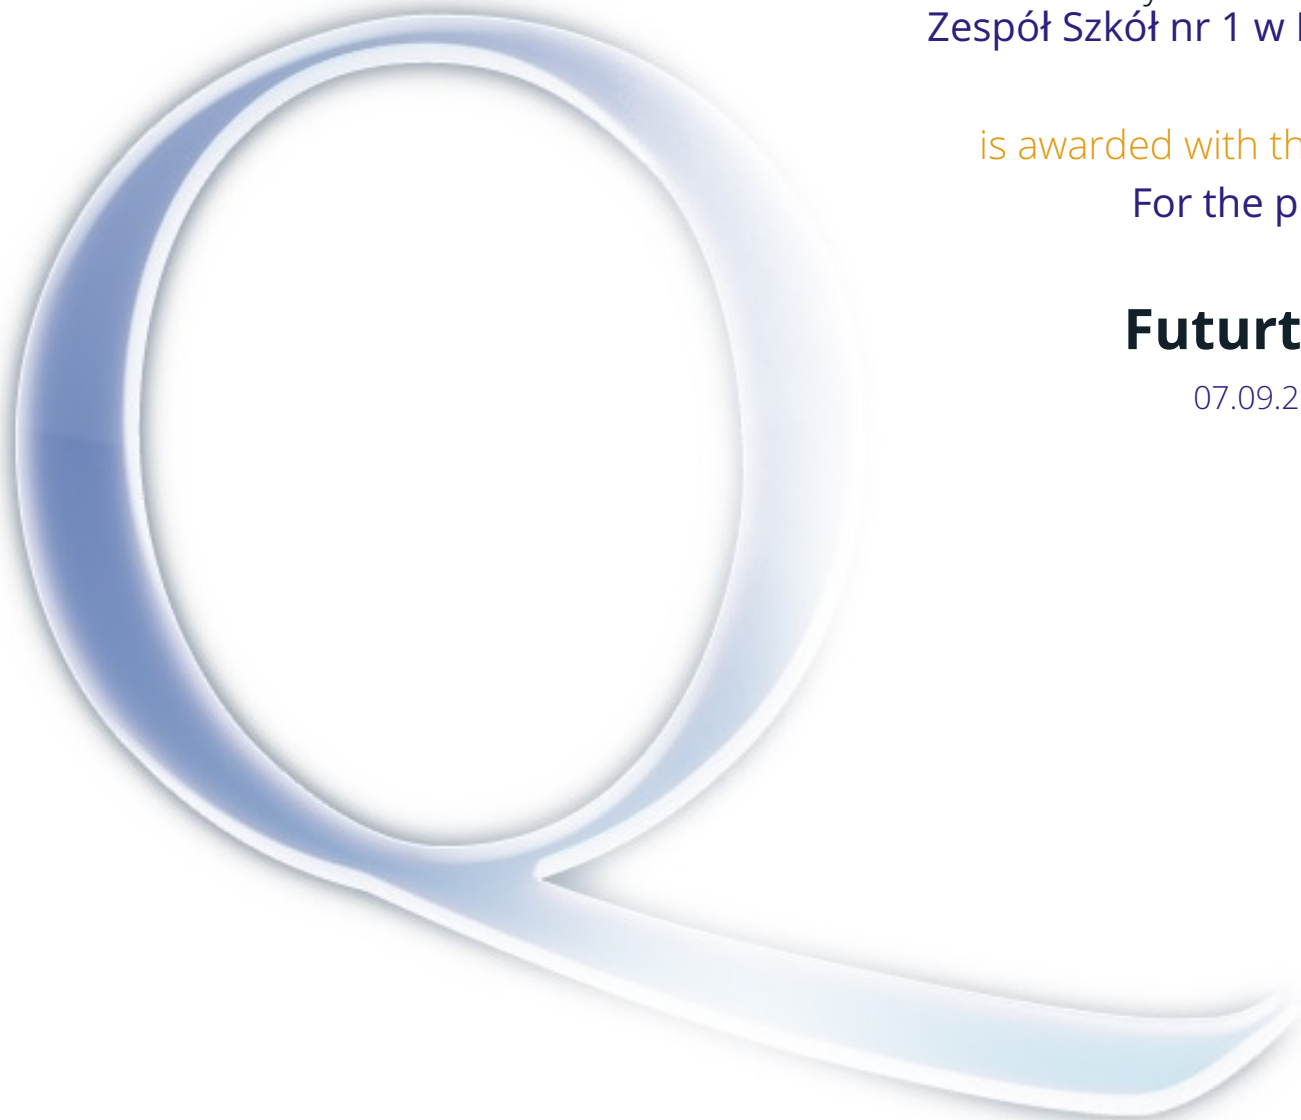 Zespół Szkół nr 1 w
is awarded with th
For the p
Futurt
07.09.2
Q